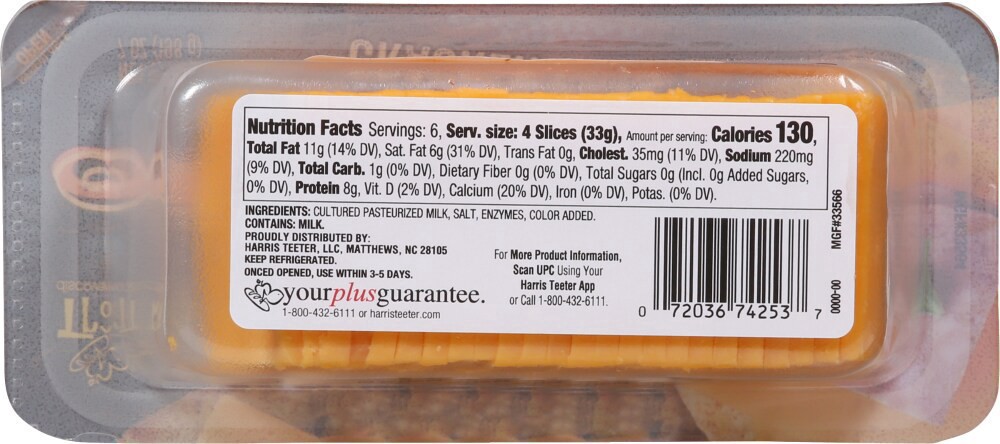 Nutrition Facts Servings: 6, Serv. size: 4 Slices (33g), Amount per serving: Calories 130,
Total Fat 11g (14% DV), Sat. Fat 6g (31% DV), Trans Fat 0g, Cholest. 35mg (11% DV), Sodium 220mg
(9% DV), Total Carb. 1g (0% DV), Dietary Fiber 0g (0% DV), Total Sugars 0g (Incl. 0g Added Sugars,
0% DV), Protein 8g, Vit. D (2% DV), Calcium (20% DV), Iron (0% DV), Potas. (0% DV).
INGREDIENTS: CULTURED PASTEURIZED MILK, SALT, ENZYMES, COLOR ADDED.
CONTAINS: MILK.
PROUDLY DISTRIBUTED BY:
HARRIS TEETER, LLC, MATTHEWS, NC 28105
KEEP REFRIGERATED.
ONCED OPENED, USE WITHIN 3-5 DAYS.
yourplusguarantee.
1-800-432-6111 or harristeeter.com
For More Product Information,
Scan UPC Using Your
Harris Teeter App
or Call 1-800-432-6111.
0 72036 74253 7
0000-00 MGF#33566